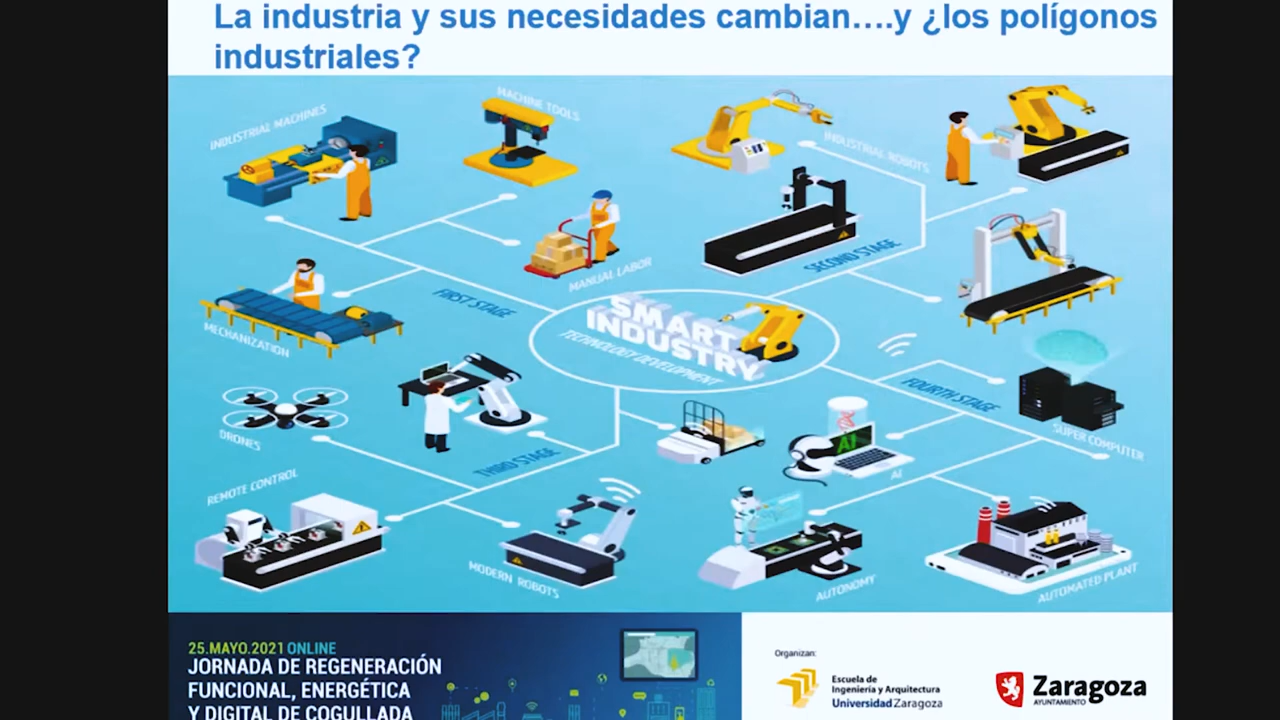 La industria y sus necesidades cambian….y ¿los polígonos
industriales?
INDUSTRIAL MACHINES
MACHINE TOOLS
INDUSTRIAL ROBOTS
MANUAL LABOR
SECOND STAGE
FIRST STAGE
MECHANIZATION
SMART
INDUSTRY
TECHNOLOGY DEVELOPMENT
FOURTH STAGE
DRONES
SUPER COMPUTER
THIRD STAGE
AI
AI
REMOTE CONTROL
MODERN ROBOTS
AUTONOMY
AUTOMATED PLANT
25.MAYO.2021 ONLINE
JORNADA DE REGENERACIÓN
FUNCIONAL, ENERGÉTICA
Y DIGITAL DE COGULLADA
Organizan:
Escuela de
Ingeniería y Arquitectura
Universidad Zaragoza
Zaragoza
AYUNTAMIENTO